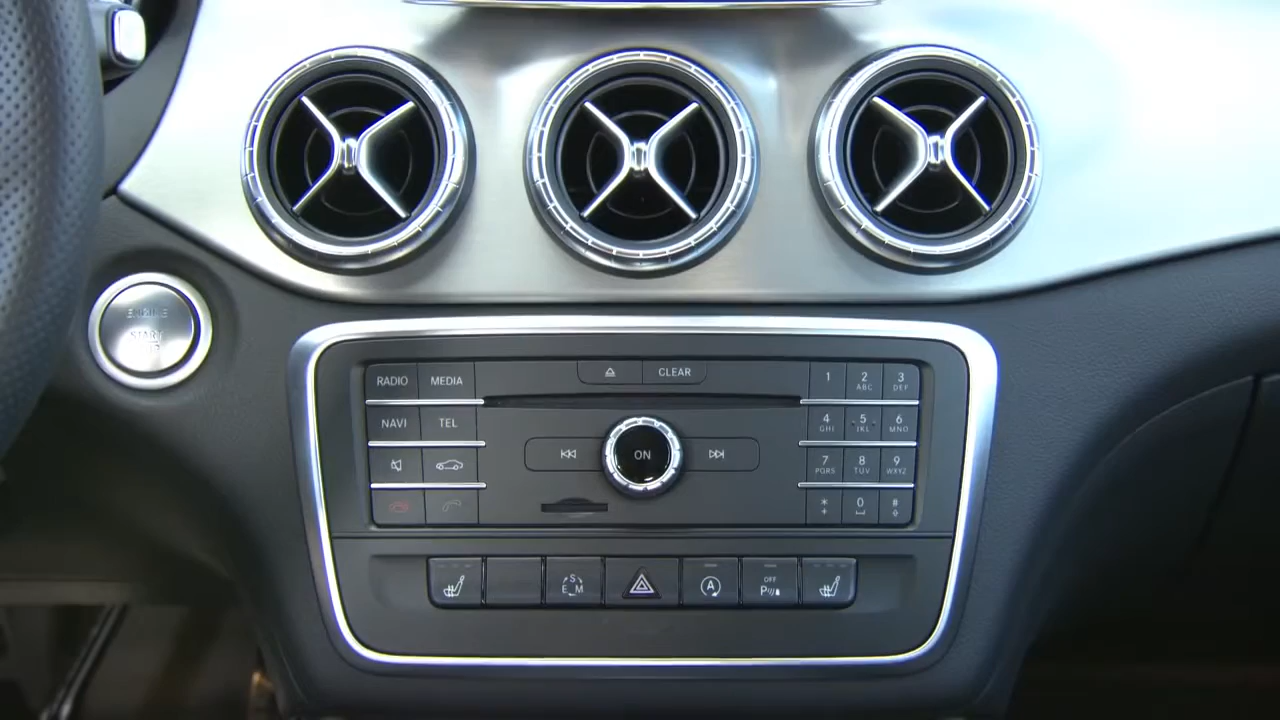 ENGINE
START
STOP
CLEAR
RADIO MEDIA
NAVI TEL
ON
1 2 ABC 3 DEF
4 GHI 5 JKL 6 MNO
7 PQRS 8 TUV 9 WXYZ
* + 0 #
S
E M
A
OFF
P